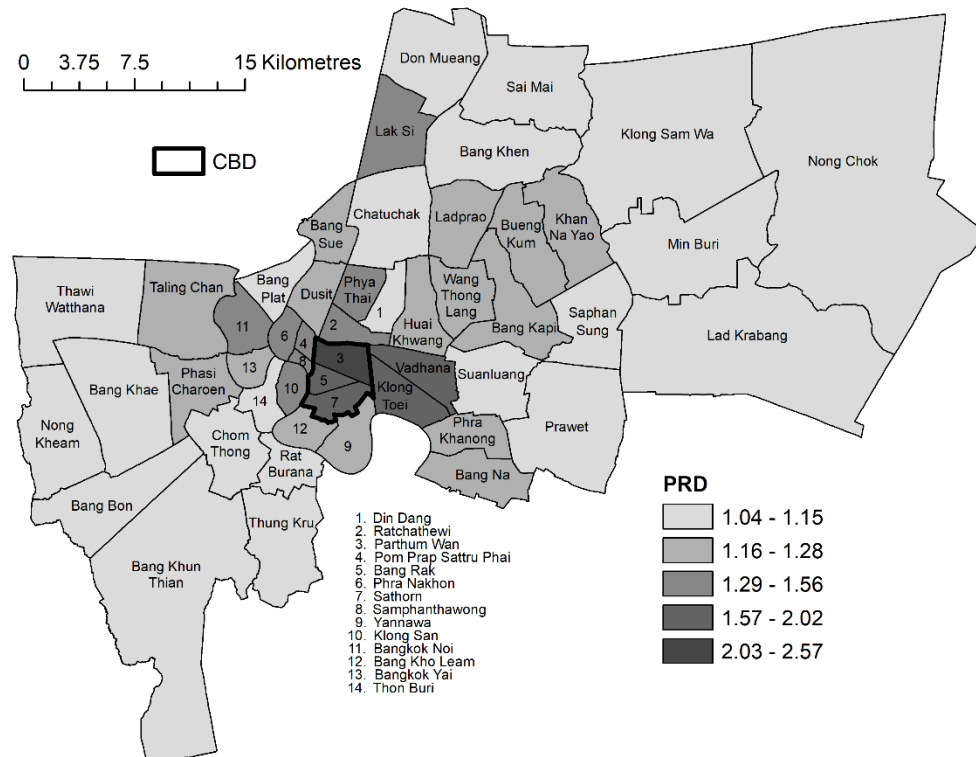 0 3.75 7.5 15 Kilometres
CBD
Don Mueang
Sai Mai
Lak Si
Klong Sam Wa
Bang Khen
Nong Chok
Chatuchak
Ladprao
Bueng
Kum
Khan
Na Yao
Bang
Sue
Min Buri
Bang
Plat
Dusit
Phya
Thai
1
Wang
Thong
Lang
Thawi
Watthana
Taling Chan
Saphan
Sung
11
6
4
2
Huai
Khwang
Bang Kapi
Lad Krabang
8
3
Vadhana
Suanluang
Bang Khae
Phasi
Charoen
13
5
Klong
Toei
10
7
14
Nong
Kheam
Chom
Thong
12
9
Phra
Khanong
Prawet
Rat
Burana
Bang Na
Bang Bon
Thung Kru
Bang Khun
Thian
1. Din Dang
2. Ratchathewi
3. Parthum Wan
4. Pom Prap Sattru Phai
5. Bang Rak
6. Phra Nakhon
7. Sathorn
8. Samphanthawong
9. Yannawa
10. Klong San
11. Bangkok Noi
12. Bang Kho Leam
13. Bangkok Yai
14. Thon Buri
PRD
1.04 - 1.15
1.16 - 1.28
1.29 - 1.56
1.57 - 2.02
2.03 - 2.57